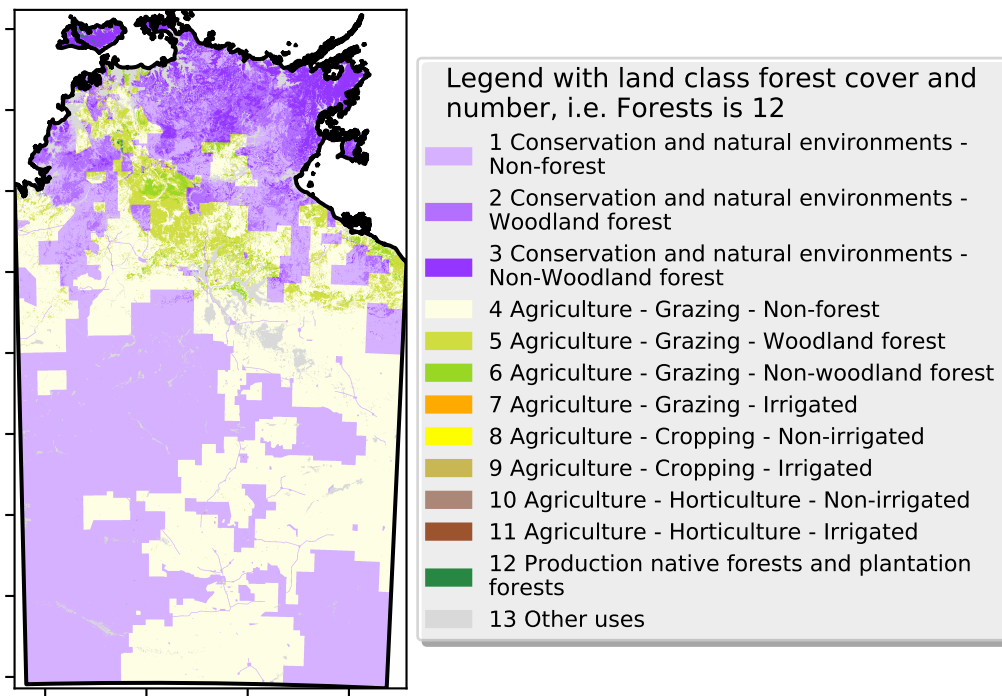 Legend with land class forest cover and
number, i.e. Forests is 12
1 Conservation and natural environments -
Non-forest
2 Conservation and natural environments -
Woodland forest
3 Conservation and natural environments -
Non-Woodland forest
4 Agriculture - Grazing - Non-forest
5 Agriculture - Grazing - Woodland forest
6 Agriculture - Grazing - Non-woodland forest
7 Agriculture - Grazing - Irrigated
8 Agriculture - Cropping - Non-irrigated
9 Agriculture - Cropping - Irrigated
10 Agriculture - Horticulture - Non-irrigated
11 Agriculture - Horticulture - Irrigated
12 Production native forests and plantation
forests
13 Other uses